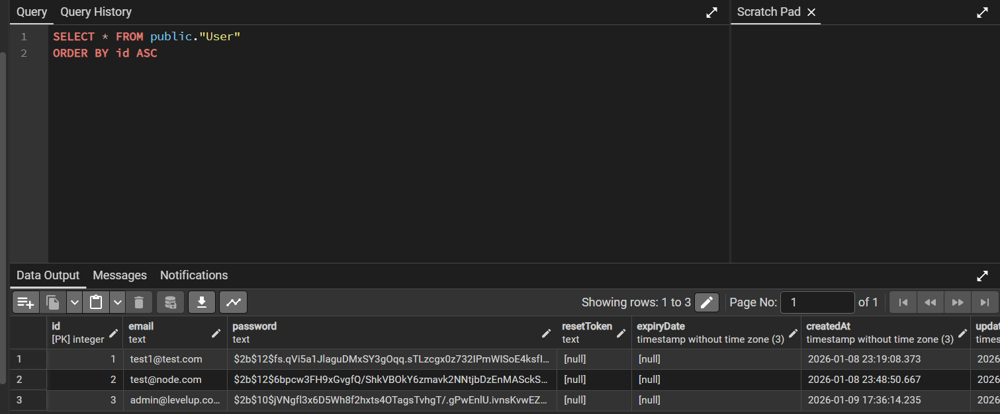 Query Query History Scratch Pad
1 SELECT * FROM public."User"
2 ORDER BY id ASC
Data Output Messages Notifications
Showing rows: 1 to 3 Page No: 1 of 1
id email password resetToken expiryDate createdAt updat
[PK] integer text text text timestamp without time zone (3) timestamp without time zone (3) times
1 1 test1@test.com $2b$12$fs.qVi5a1JlaguDMxSY3gOqq.sTLzcgx0z732IPmWISoE4ksfI... [null] [null] 2026-01-08 23:19:08.373 2026
2 2 test@node.com $2b$12$6bpcw3FH9xGvgfQ/ShkVBOkY6zmavk2NNtjbDzEnMASckS... [null] [null] 2026-01-08 23:48:50.667 2026
3 3 admin@levelup.co... $2b$10$jVNgfl3x6D5Wh8f2hxts4OTagsTvhgT/.gPwEnlU.ivnsKvwEZ... [null] [null] 2026-01-09 17:36:14.235 2026